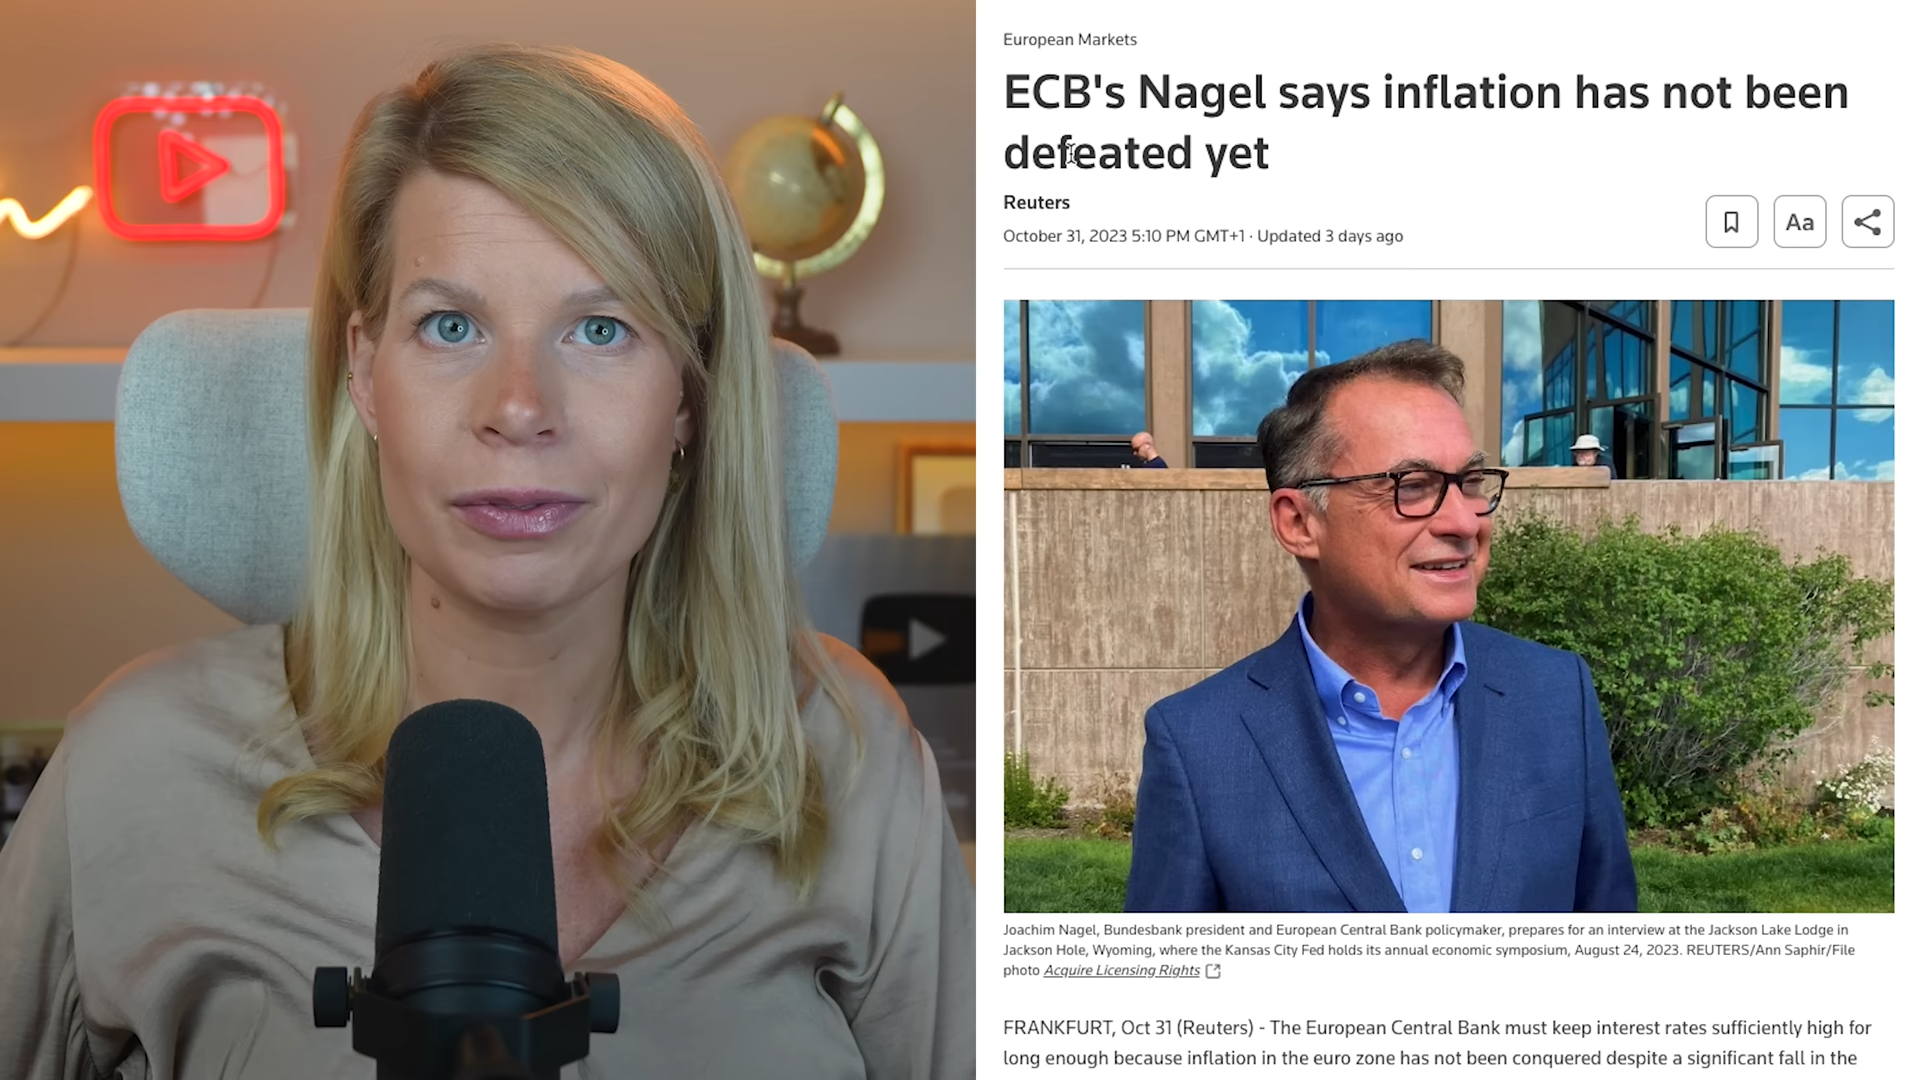 European Markets
ECB's Nagel says inflation has not been
defeated yet
Reuters
October 31, 2023 5:10 PM GMT+1 · Updated 3 days ago
Aa
Joachim Nagel, Bundesbank president and European Central Bank policymaker, prepares for an interview at the Jackson Lake Lodge in
Jackson Hole, Wyoming, where the Kansas City Fed holds its annual economic symposium, August 24, 2023. REUTERS/Ann Saphir/File
photo Acquire Licensing Rights
FRANKFURT, Oct 31 (Reuters) - The European Central Bank must keep interest rates sufficiently high for
long enough because inflation in the euro zone has not been conquered despite a significant fall in the